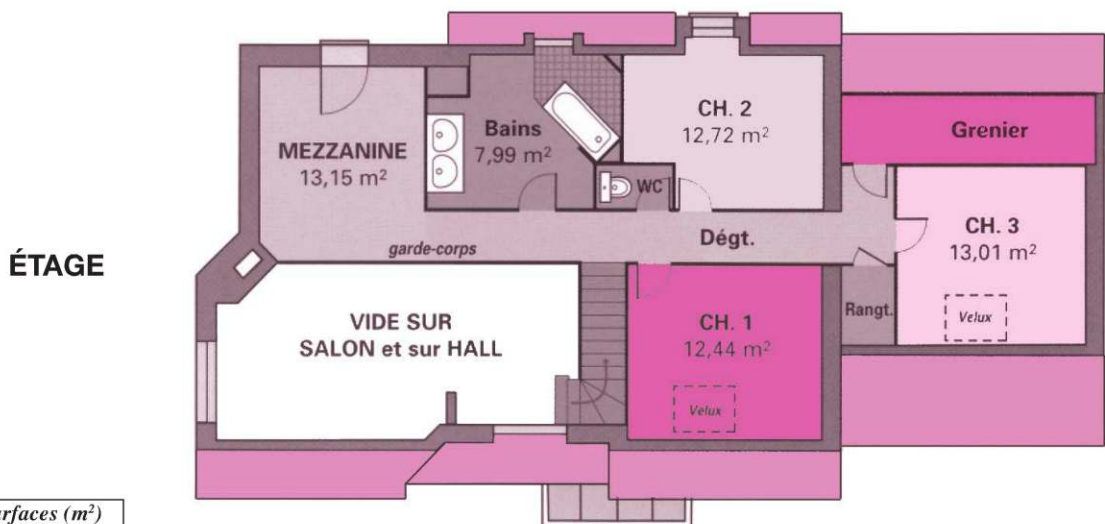 CH. 2
12,72 m²
Bains
7,99 m²
Grenier
MEZZANINE
13,15 m²
WC
CH. 3
13,01 m²
Dégt.
garde-corps
ÉTAGE
Rangt.
Velux
VIDE SUR
SALON et sur HALL
CH. 1
12,44 m²
Velux
rfaces (m²)